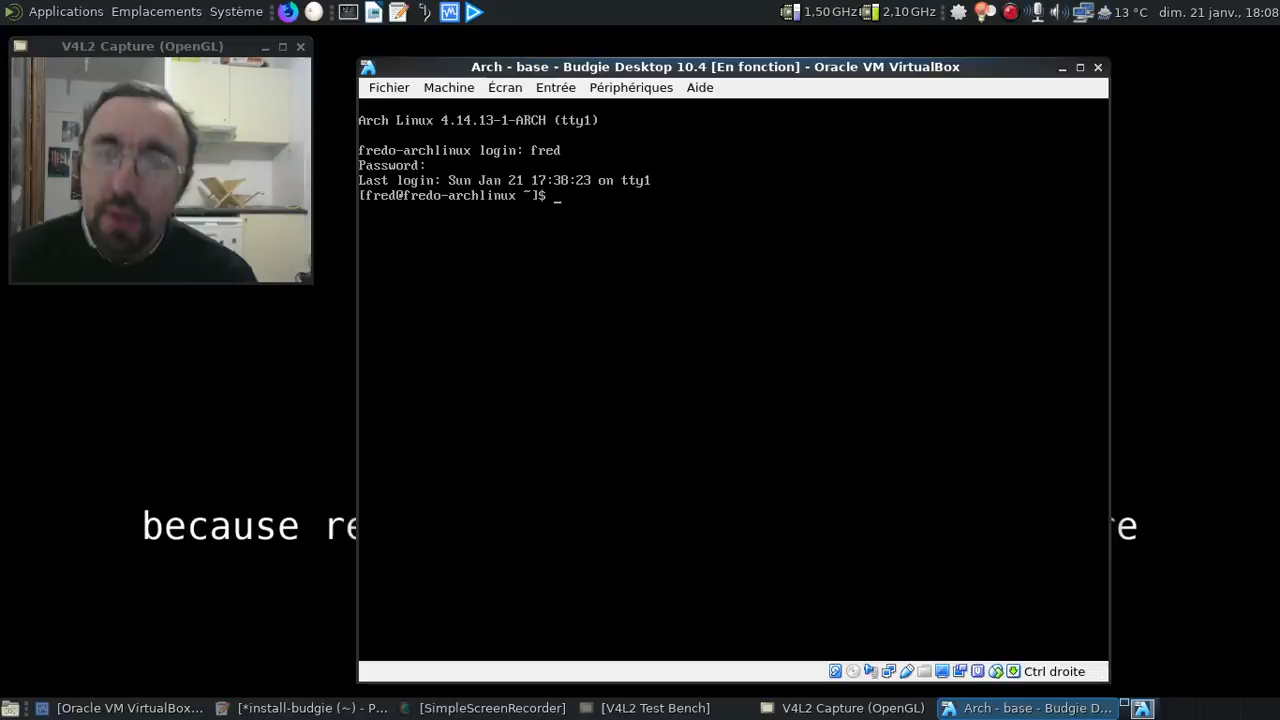 Applications Emplacements Système
1,50 GHz 2,10 GHz 13 °C dim. 21 janv., 18:08
V4L2 Capture (OpenGL)
Arch - base - Budgie Desktop 10.4 [En fonction] - Oracle VM VirtualBox
Fichier Machine Écran Entrée Périphériques Aide
Arch Linux 4.14.13-1-ARCH (tty1)
fredo-archlinux login: fred
Password:
Last login: Sun Jan 21 17:38:23 on tty1
[fred@fredo-archlinux ~]$ _
because re
e
Ctrl droite
[Oracle VM VirtualBox... [*install-budgie (~) - P... [SimpleScreenRecorder] [V4L2 Test Bench] V4L2 Capture (OpenGL) Arch - base - Budgie D...